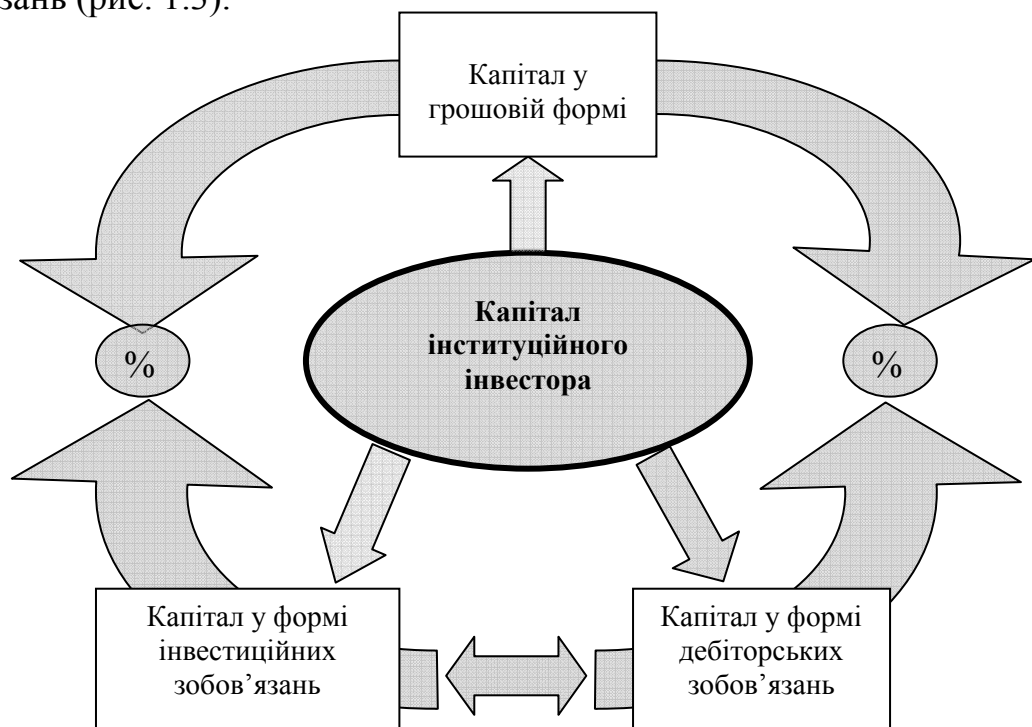 зань (рис. 1.3).
Капітал у
грошовій формі
Капітал
інституційного
інвестора
%
%
Капітал у формі
інвестиційних
зобов’язань
Капітал у формі
дебіторських
зобов’язань